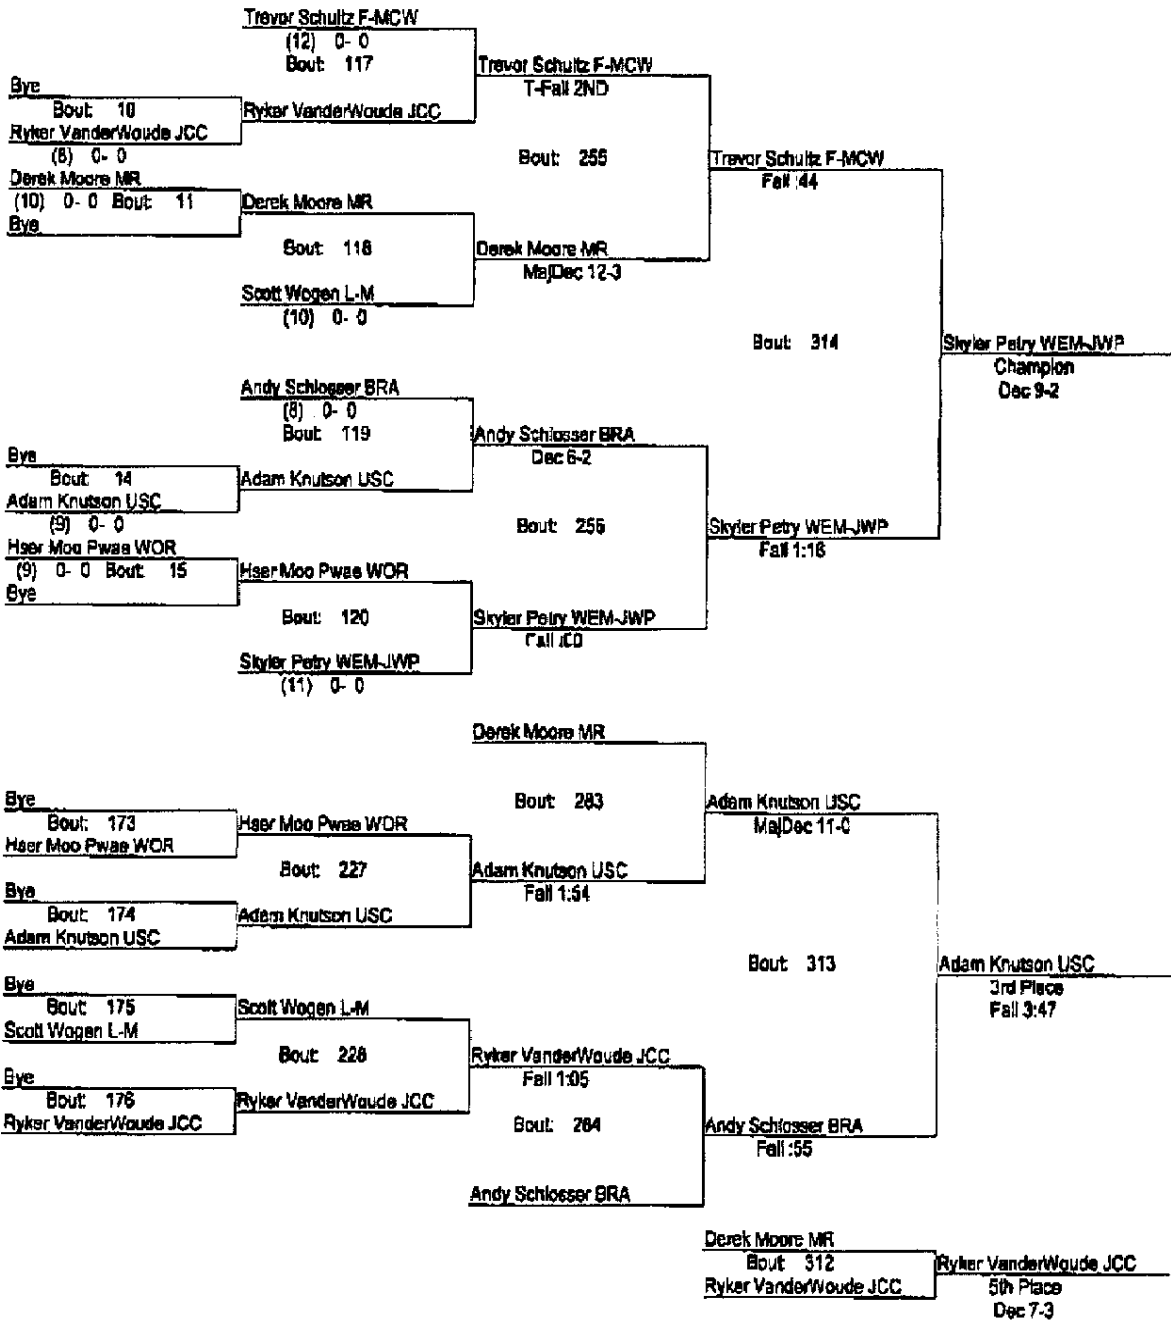 Trevor Schultz F-MCW
(12) 0- 0
Bout: 117
Trevor Schultz F-MCW
T-Fall 2ND
Bye
Bout: 10
Ryker VanderWoude JCC
Ryker VanderWoude JCC
(8) 0- 0
Bout: 255
Trevor Schultz F-MCW
Fall :44
Derek Moore MR
(10) 0- 0 Bout: 11
Derek Moore MR
Bye
Bout: 118
Derek Moore MR
MajDec 12-3
Scott Wogen L-M
(10) 0- 0
Bout: 314
Skyler Petry WEM-JWP
Champion
Dec 9-2
Andy Schlosser BRA
(8) 0- 0
Bout: 119
Andy Schlosser BRA
Dec 6-2
Bye
Bout: 14
Adam Knutson USC
Adam Knutson USC
(9) 0- 0
Bout: 256
Skyler Petry WEM-JWP
Fall 1:16
Hser Moo Pwae WOR
(9) 0- 0 Bout: 15
Hser Moo Pwae WOR
Bye
Bout: 120
Skyler Petry WEM-JWP
Fall
Skyler Petry WEM-JWP
(11) 0- 0
Derek Moore MR
Bout: 283
Adam Knutson USC
MajDec 11-0
Bye
Bout: 173
Hser Moo Pwae WOR
Hser Moo Pwae WOR
Bout: 227
Adam Knutson USC
Fall 1:54
Bye
Bout: 174
Adam Knutson USC
Adam Knutson USC
Bout: 313
Adam Knutson USC
3rd Place
Fall 3:47
Bye
Bout: 175
Scott Wogen L-M
Scott Wogen L-M
Bout: 228
Ryker VanderWoude JCC
Fall 1:05
Bye
Bout: 176
Ryker VanderWoude JCC
Ryker VanderWoude JCC
Bout: 284
Andy Schlosser BRA
Fall :55
Andy Schlosser BRA
Derek Moore MR
Bout: 312
Ryker VanderWoude JCC
Ryker VanderWoude JCC
5th Place
Dec 7-3